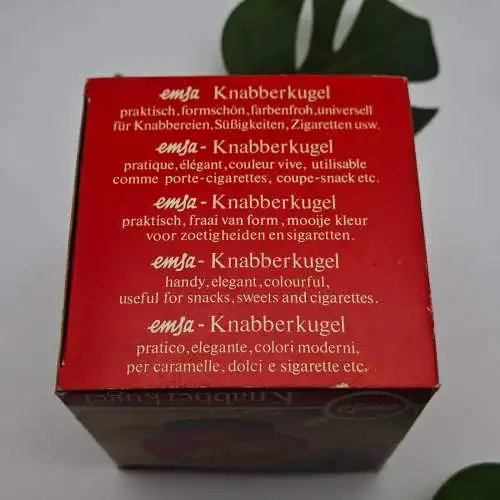 emsa Knabberkugel
praktisch, formschön, farbenfroh, universell
für Knabbereien, Süßigkeiten, Zigaretten usw.
emsa - Knabberkugel
pratique, élégant, couleur vive, utilisable
comme porte-cigarettes, coupe-snack etc.
emsa - Knabberkugel
praktisch, fraai van form, mooije kleur
voor zoetigheiden en sigaretten.
emsa - Knabberkugel
handy, elegant, colourful,
useful for snacks, sweets and cigarettes.
emsa - Knabberkugel
pratico, elegante, colori moderni,
per caramelle, dolci e sigarette etc.
Knabberkugel